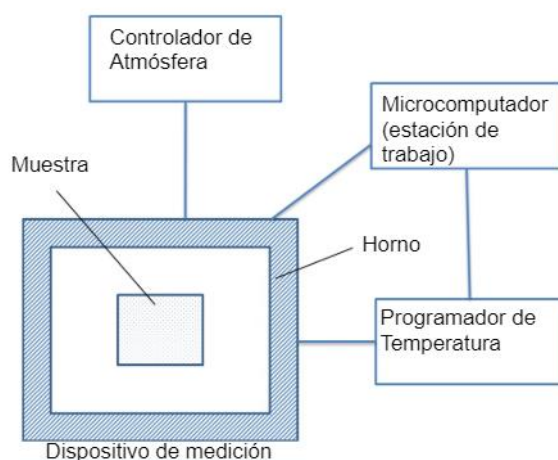 Controlador de
Atmósfera
Microcomputador
(estación de
trabajo)
Muestra
Horno
Programador de
Temperatura
Dispositivo de medición